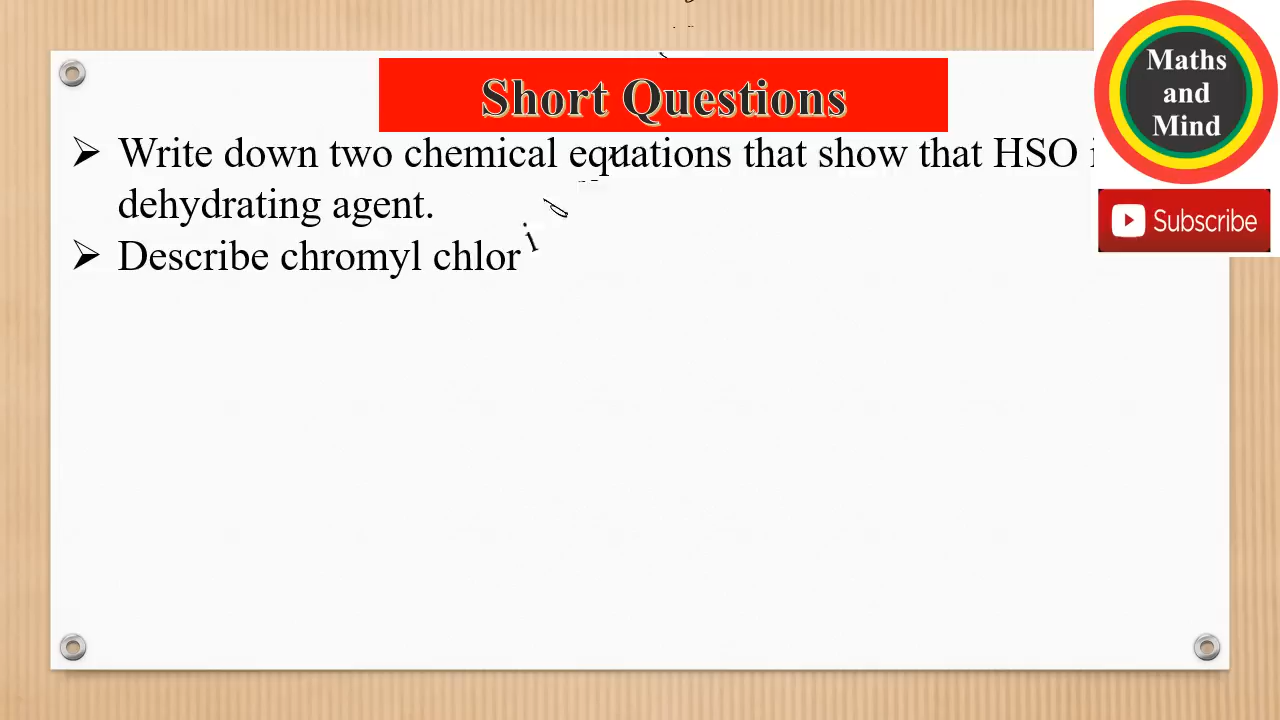 Short Questions
Maths
and
Mind
➢ Write down two chemical equations that show that HSO
dehydrating agent.
Subscribe
➢ Describe chromyl chlor